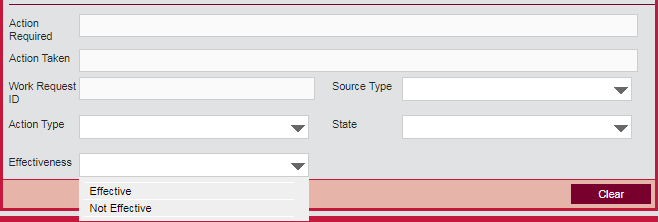 Action
Required
Action Taken
Work Request
ID
Source Type
Action Type
State
Effectiveness
Effective
Not Effective
Clear